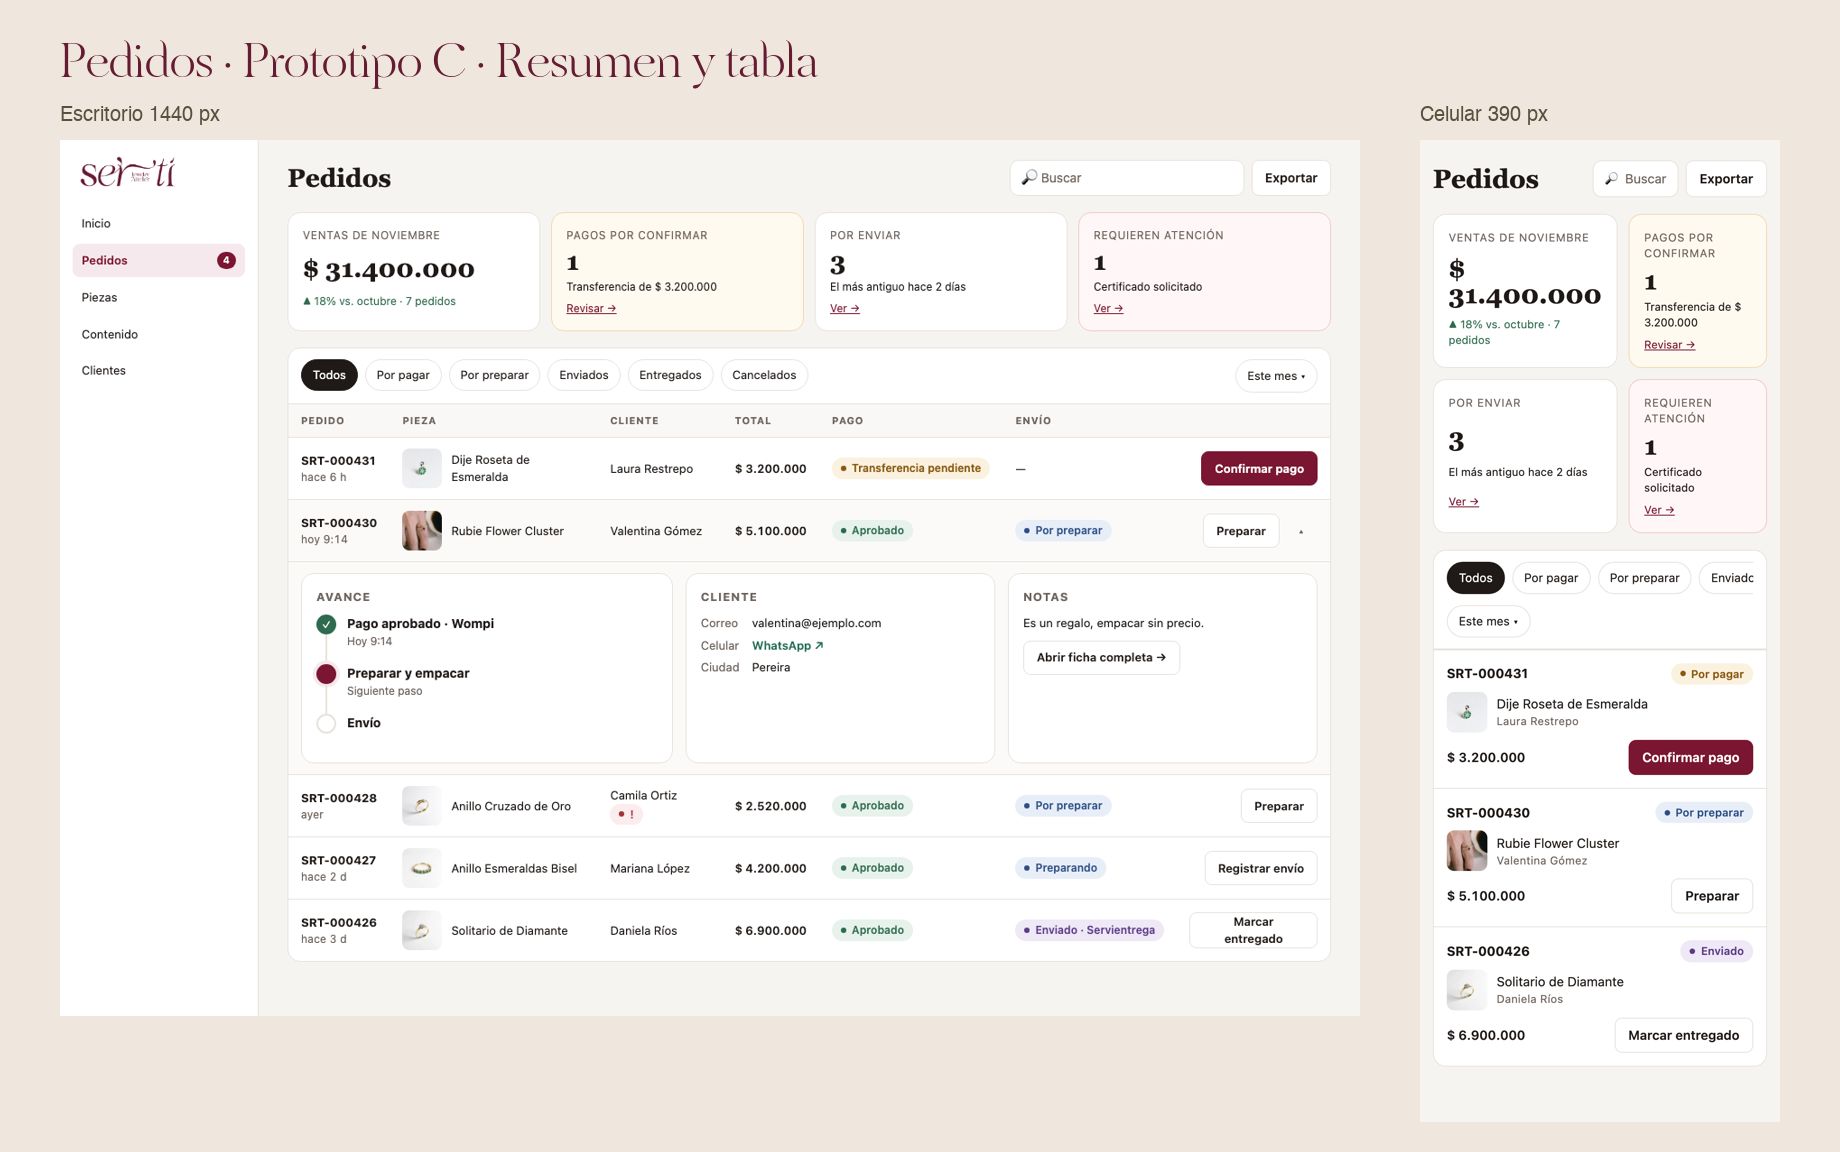 Pedidos · Prototipo C · Resumen y tabla
Escritorio 1440 px
ser-ti
Jewelry
Atelier
Inicio
Pedidos 4
Piezas
Contenido
Clientes
Pedidos
🔎 Buscar
Exportar
VENTAS DE NOVIEMBRE
$ 31.400.000
▲ 18% vs. octubre · 7 pedidos
PAGOS POR CONFIRMAR
1
Transferencia de $ 3.200.000
Revisar →
POR ENVIAR
3
El más antiguo hace 2 días
Ver →
REQUIEREN ATENCIÓN
1
Certificado solicitado
Ver →
Todos Por pagar Por preparar Enviados Entregados Cancelados Este mes ▾
PEDIDO PIEZA CLIENTE TOTAL PAGO ENVÍO
SRT-000431
hace 6 h
Dije Roseta de
Esmeralda
Laura Restrepo
$ 3.200.000
• Transferencia pendiente
—
Confirmar pago
SRT-000430
hoy 9:14
Rubie Flower Cluster
Valentina Gómez
$ 5.100.000
• Aprobado
• Por preparar
Preparar
▴
AVANCE
✓ Pago aprobado · Wompi
Hoy 9:14
Preparar y empacar
Siguiente paso
Envío
CLIENTE
Correo valentina@ejemplo.com
Celular WhatsApp ↗
Ciudad Pereira
NOTAS
Es un regalo, empacar sin precio.
Abrir ficha completa →
SRT-000428
ayer
Anillo Cruzado de Oro
Camila Ortiz
• !
$ 2.520.000
• Aprobado
• Por preparar
Preparar
SRT-000427
hace 2 d
Anillo Esmeraldas Bisel
Mariana López
$ 4.200.000
• Aprobado
• Preparando
Registrar envío
SRT-000426
hace 3 d
Solitario de Diamante
Daniela Ríos
$ 6.900.000
• Aprobado
• Enviado · Servientrega
Marcar
entregado
Celular 390 px
Pedidos
🔎 Buscar
Exportar
VENTAS DE NOVIEMBRE
$
31.400.000
▲ 18% vs. octubre · 7
pedidos
PAGOS POR
CONFIRMAR
1
Transferencia de $
3.200.000
Revisar →
POR ENVIAR
3
El más antiguo hace 2 días
Ver →
REQUIEREN
ATENCIÓN
1
Certificado
solicitado
Ver →
Todos Por pagar Por preparar Enviado
Este mes ▾
SRT-000431 • Por pagar
Dije Roseta de Esmeralda
Laura Restrepo
$ 3.200.000 Confirmar pago
SRT-000430 • Por preparar
Rubie Flower Cluster
Valentina Gómez
$ 5.100.000 Preparar
SRT-000426 • Enviado
Solitario de Diamante
Daniela Ríos
$ 6.900.000 Marcar entregado